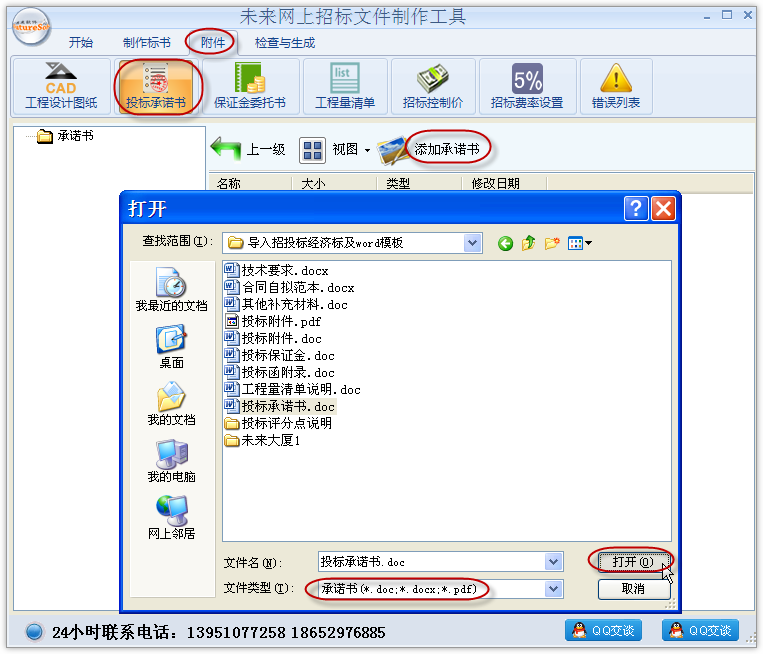 未来网上招标文件制作工具
开始 制作标书 附件 检查与生成
CAD list 5%
工程设计图纸 投标承诺书 保证金委托书 工程量清单 招标控制价 招标费率设置 错误列表
承诺书
上一级 视图 添加承诺书
名称 大小 类型 修改日期
打开
查找范围(I): 导入招投标经济标及word模板
我最近的文档
桌面
我的文档
我的电脑
网上邻居
技术要求.docx
合同自拟范本.docx
其他补充材料.doc
投标附件.pdf
投标附件.doc
投标保证金.doc
投标函附录.doc
工程量清单说明.doc
投标承诺书.doc
投标评分点说明
未来大厦1
文件名(N): 投标承诺书.doc 打开(O)
文件类型(T): 承诺书(*.doc;*.docx;*.pdf) 取消
24小时联系电话：13951077258 18652976885 QQ交谈 QQ交谈